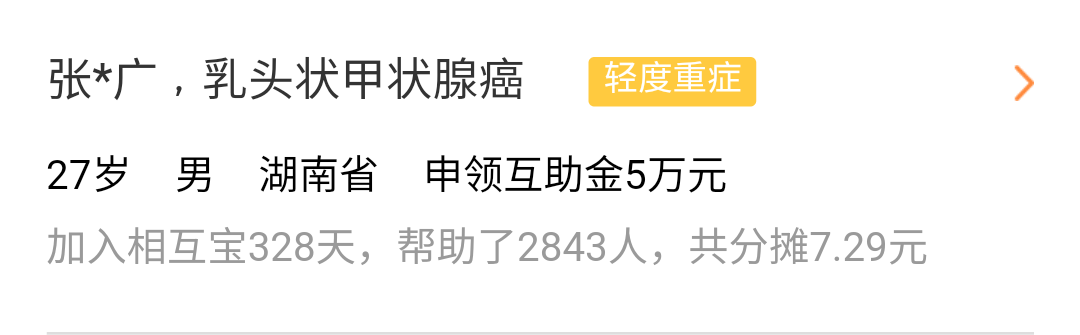 张*广，乳头状甲状腺癌 轻度重症
27岁 男 湖南省 申领互助金5万元
加入相互宝328天，帮助了2843人，共分摊7.29元